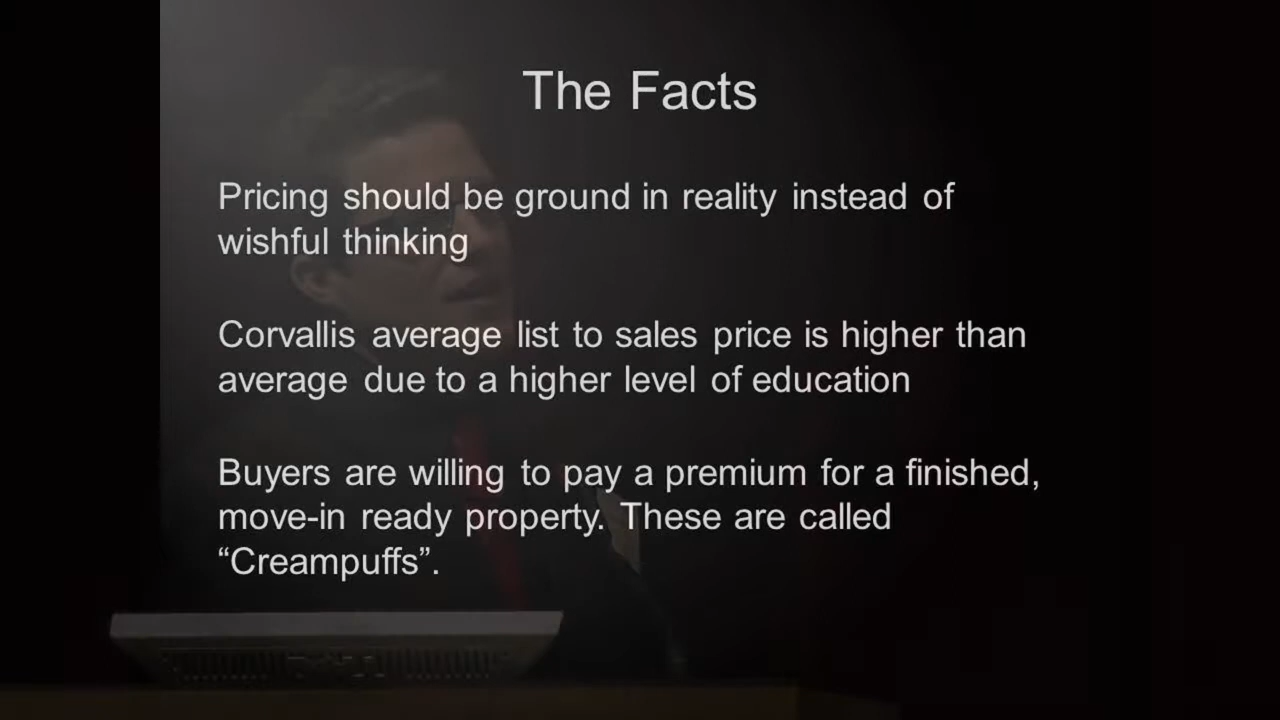 The Facts
Pricing should be ground in reality instead of
wishful thinking
Corvallis average list to sales price is higher than
average due to a higher level of education
Buyers are willing to pay a premium for a finished,
move-in ready property. These are called
“Creampuffs”.